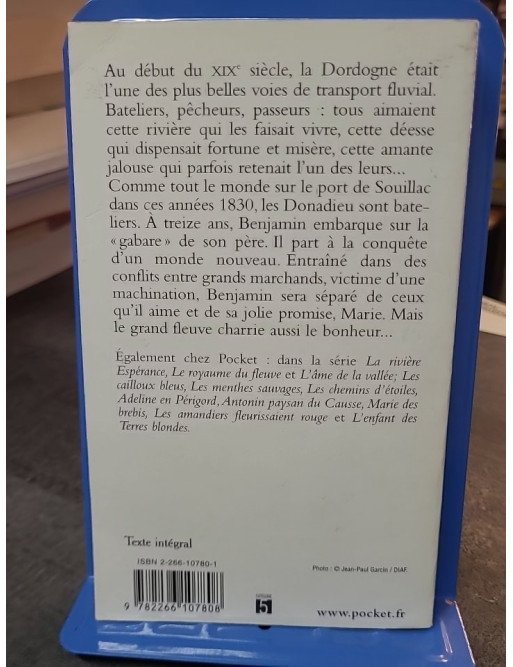 Au début du XIXe siècle, la Dordogne était
l'une des plus belles voies de transport fluvial.
Bateliers, pêcheurs, passeurs : tous aimaient
cette rivière qui les faisait vivre, cette déesse
qui dispensait fortune et misère, cette amante
jalouse qui parfois retenait l'un des leurs...
Comme tout le monde sur le port de Souillac
dans ces années 1830, les Donadieu sont bate-
liers. À treize ans, Benjamin embarque sur la
« gabare » de son père. Il part à la conquête
d'un monde nouveau. Entraîné dans des
conflits entre grands marchands, victime d'une
machination, Benjamin sera séparé de ceux
qu'il aime et de sa jolie promise, Marie. Mais
le grand fleuve charrie aussi le bonheur...
Également chez Pocket : dans la série La rivière
Espérance, Le royaume du fleuve et L'âme de la vallée; Les
cailloux bleus, Les menthes sauvages, Les chemins d'étoiles,
Adeline en Périgord, Antonin paysan du Causse, Marie des
brebis, Les amandiers fleurissaient rouge et L'enfant des
Terres blondes.
Texte intégral
ISBN 2-266-10780-1
9 782266 107808
5
Photo : © Jean-Paul Garcin / DIAF.
www.pocket.fr